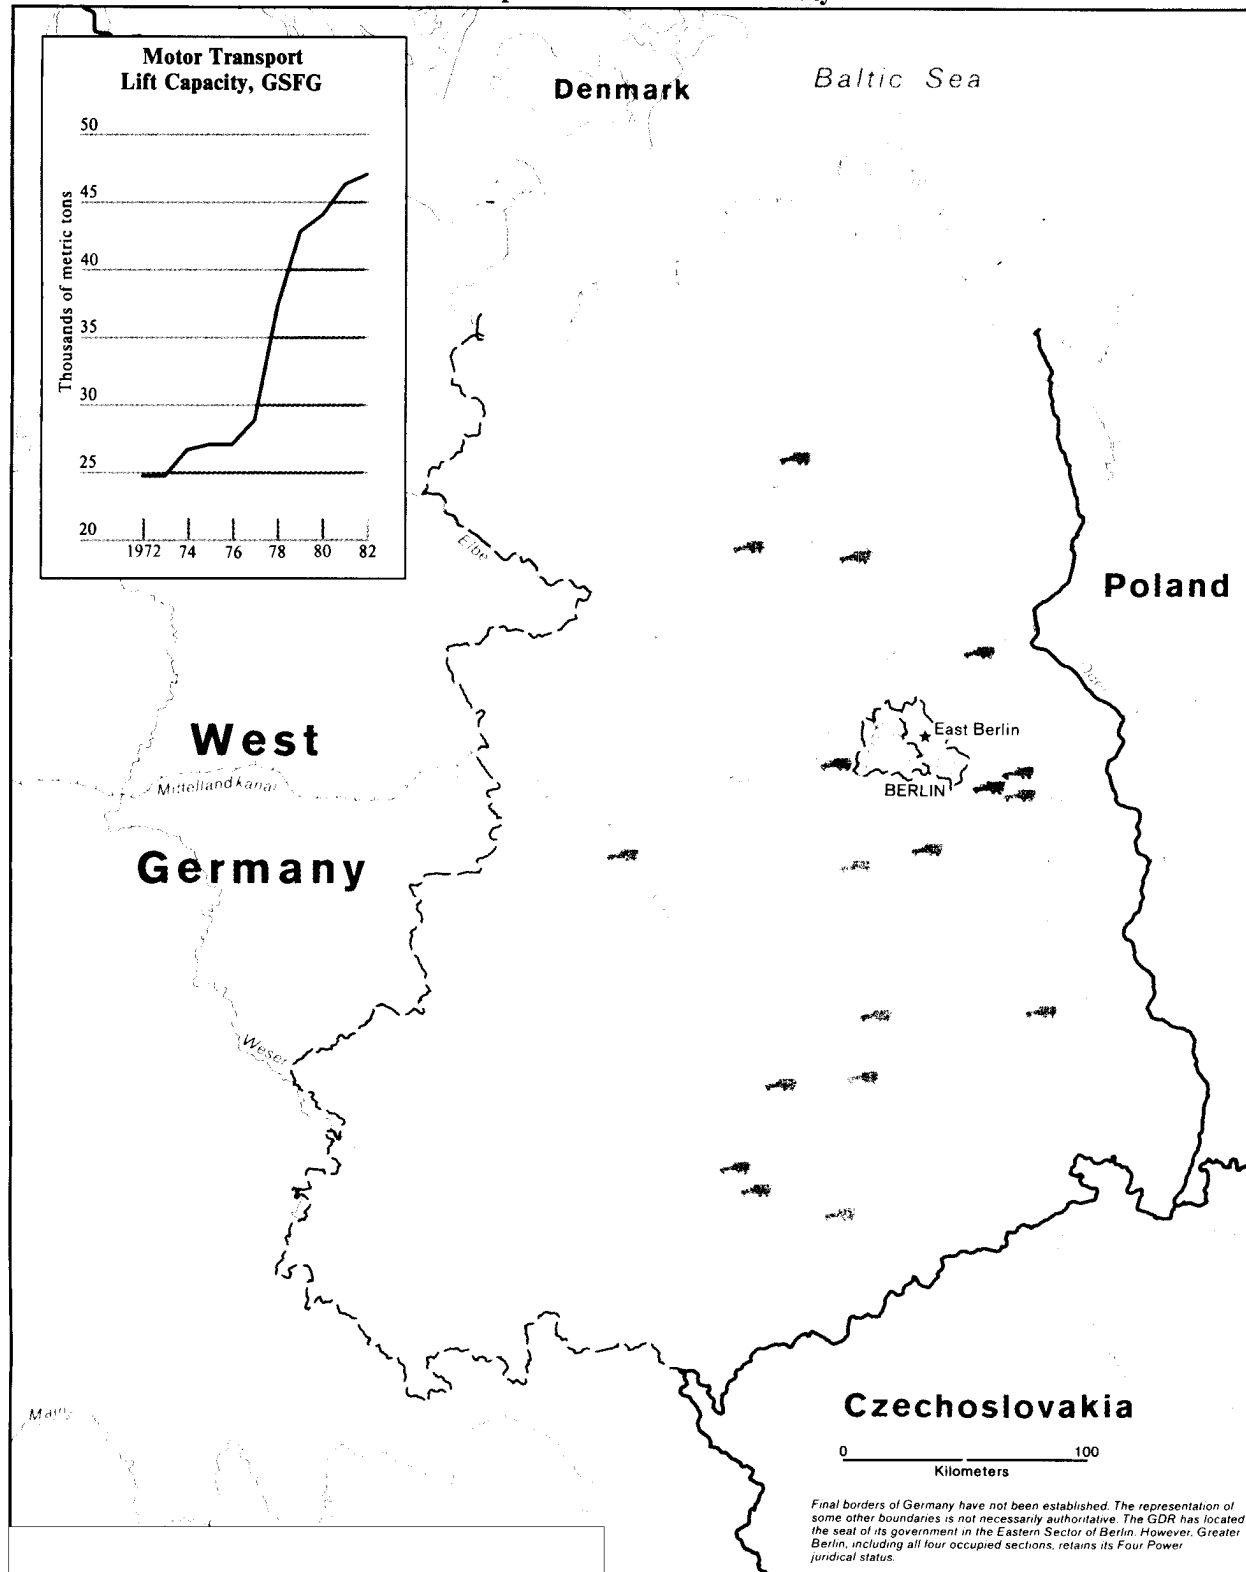 Motor Transport
Lift Capacity, GSFG
Thousands of metric tons
50
45
40
35
30
25
20
1972 74 76 78 80 82
Denmark
Baltic Sea
Elbe
Poland
Oder
West
Germany
Mittellandkanal
East Berlin
BERLIN
Weser
Main
Czechoslovakia
0 100
Kilometers
Final borders of Germany have not been established. The representation of
some other boundaries is not necessarily authoritative. The GDR has located
the seat of its government in the Eastern Sector of Berlin. However, Greater
Berlin, including all four occupied sections, retains its Four Power
juridical status.